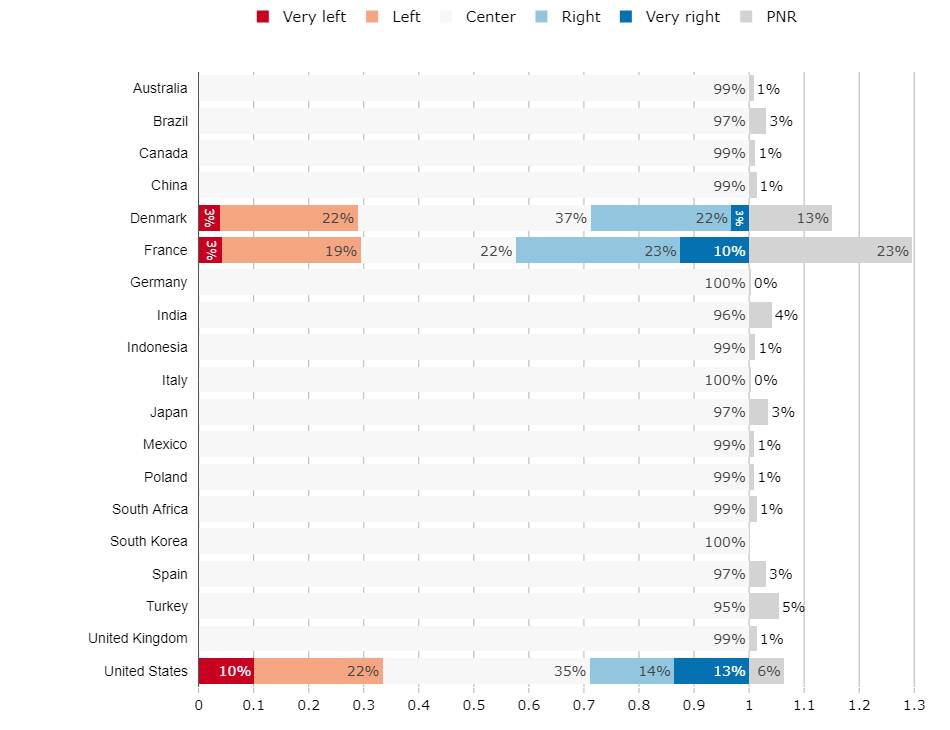 Very left Left Center Right Very right PNR
Australia 99% 1%
Brazil 97% 3%
Canada 99% 1%
China 99% 1%
Denmark 3% 22% 37% 22% 3% 13%
France 3% 19% 22% 23% 10% 23%
Germany 100% 0%
India 96% 4%
Indonesia 99% 1%
Italy 100% 0%
Japan 97% 3%
Mexico 99% 1%
Poland 99% 1%
South Africa 99% 1%
South Korea 100%
Spain 97% 3%
Turkey 95% 5%
United Kingdom 99% 1%
United States 10% 22% 35% 14% 13% 6%
0 0.1 0.2 0.3 0.4 0.5 0.6 0.7 0.8 0.9 1 1.1 1.2 1.3